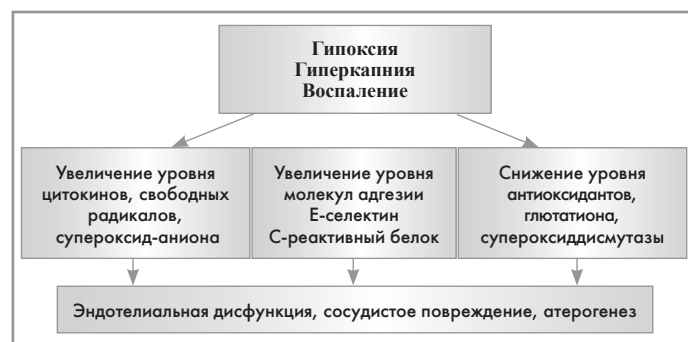 Гипоксия
Гиперкапния
Воспаление
Увеличение уровня
цитокинов, свободных
радикалов,
супероксид-аниона
Увеличение уровня
молекул адгезии
Е-селектин
С-реактивный белок
Снижение уровня
антиоксидантов,
глютатиона,
супероксиддисмутазы
Эндотелиальная дисфункция, сосудистое повреждение, атерогенез